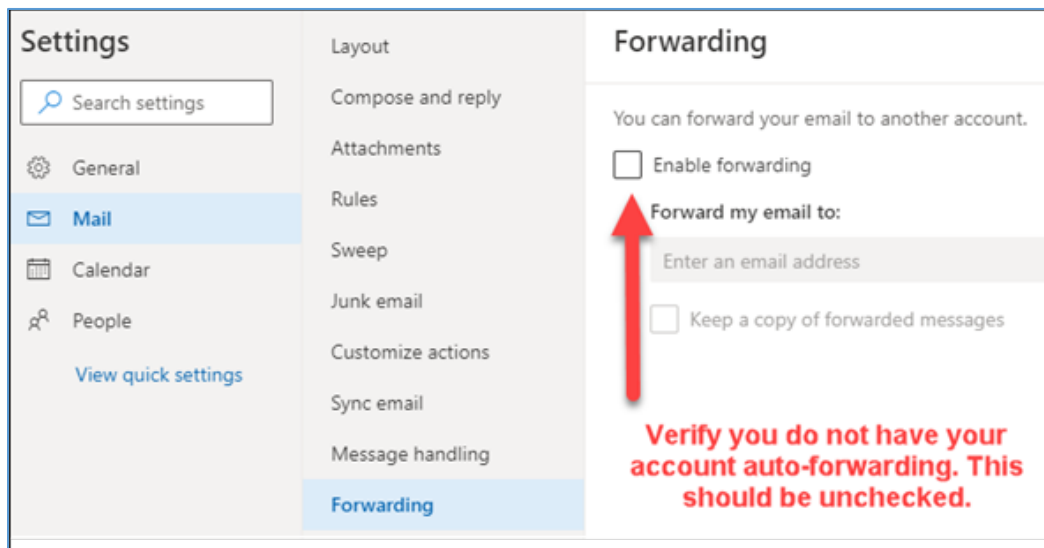 Settings
Search settings
General
Mail
Calendar
People
View quick settings
Layout
Compose and reply
Attachments
Rules
Sweep
Junk email
Customize actions
Sync email
Message handling
Forwarding
Forwarding
You can forward your email to another account.
Enable forwarding
Forward my email to:
Enter an email address
Keep a copy of forwarded messages
Verify you do not have your
account auto-forwarding. This
should be unchecked.